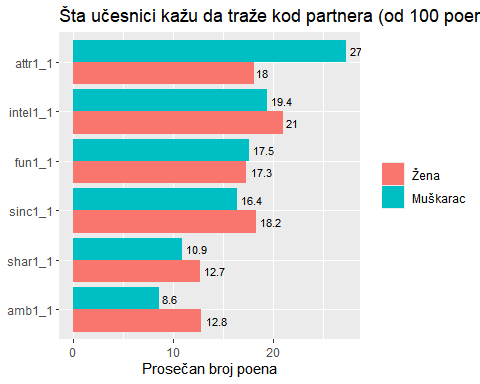 Šta učesnici kažu da traže kod partnera (od 100 poer
attr1_1
27
18
intel1_1
19.4
21
fun1_1
17.5
17.3
sinc1_1
16.4
18.2
shar1_1
10.9
12.7
amb1_1
8.6
12.8
Žena
Muškarac
0 10 20
Prosečan broj poena